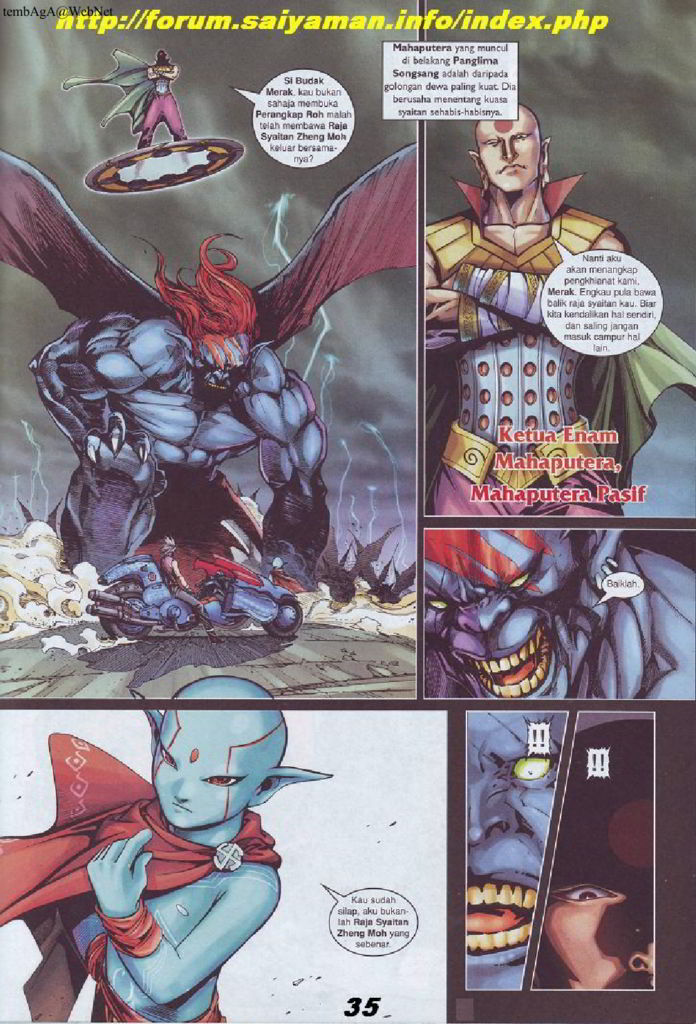 tembAgA@WebNet
http://forum.saiyaman.info/index.php
Si Budak
Merak, kau bukan
sahaja membuka
Perangkap Roh malah
telah membawa Raja
Syaitan Zheng Moh
keluar bersama-
nya?
Mahaputera yang muncul
di belakang Panglima
Songsang adalah daripada
golongan dewa paling kuat. Dia
berusaha menentang kuasa
syaitan sehabis-habisnya.
Nanti aku
akan menangkap
pengkhianat kami,
Merak. Engkau pula bawa
balik raja syaitan kau. Biar
kita kendalikan hal sendiri,
dan saling jangan
masuk campur hal
lain.
Ketua Enam
Mahaputera,
Mahaputera Pasif
Baiklah.
Kau sudah
silap, aku bukan-
lah Raja Syaitan
Zheng Moh yang
sebenar.
!!
!!
35